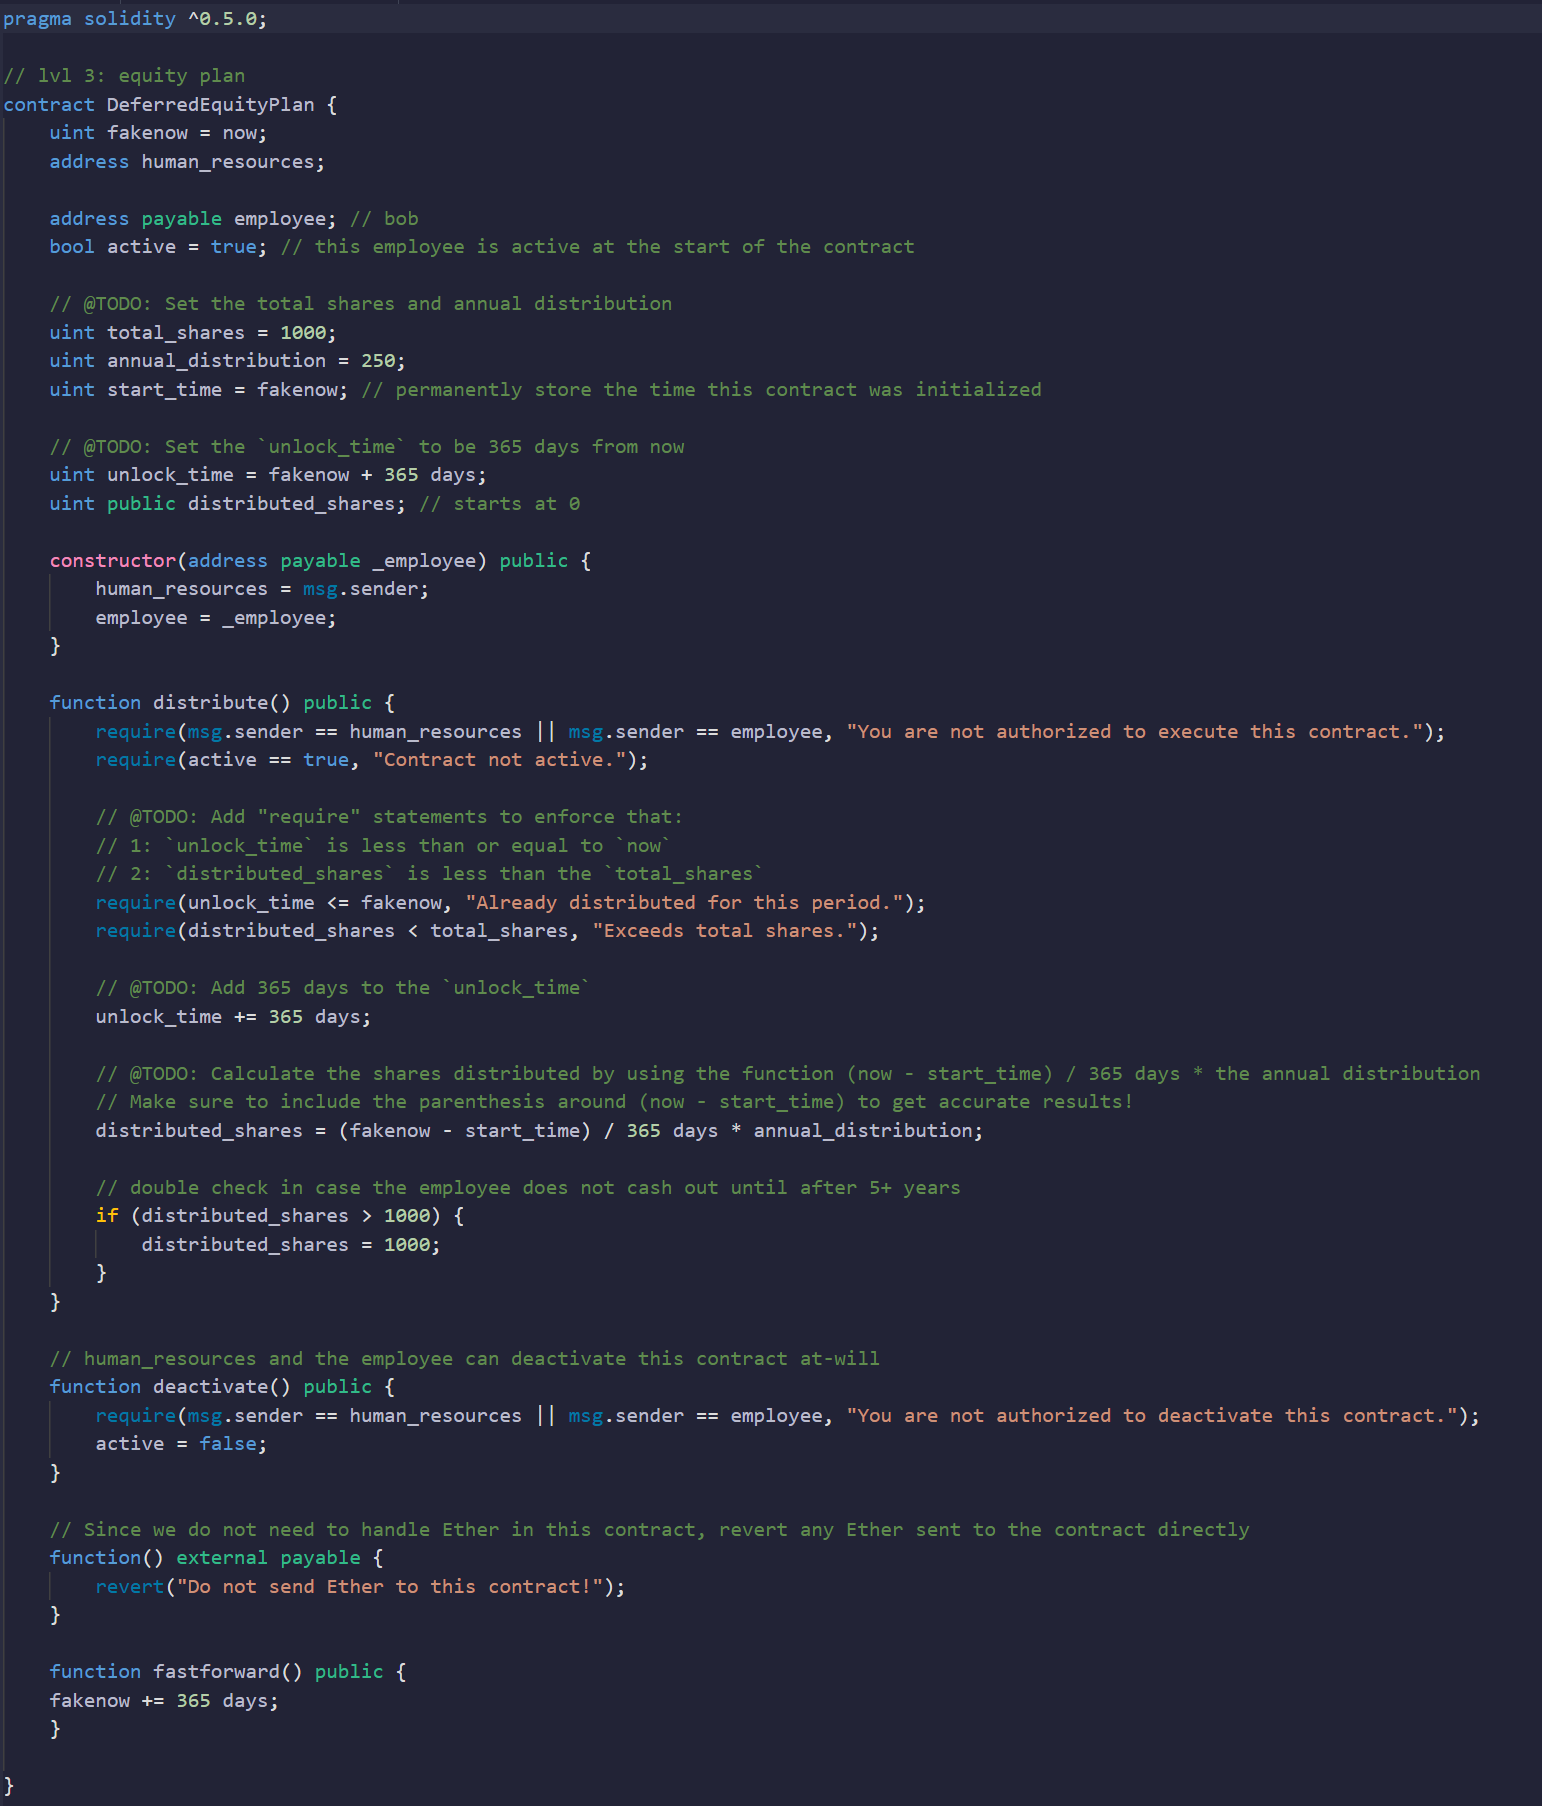 pragma solidity ^0.5.0;
// lvl 3: equity plan
contract DeferredEquityPlan {
    uint fakenow = now;
    address human_resources;
    address payable employee; // bob
    bool active = true; // this employee is active at the start of the contract
    // @TODO: Set the total shares and annual distribution
    uint total_shares = 1000;
    uint annual_distribution = 250;
    uint start_time = fakenow; // permanently store the time this contract was initialized
    // @TODO: Set the `unlock_time` to be 365 days from now
    uint unlock_time = fakenow + 365 days;
    uint public distributed_shares; // starts at 0
    constructor(address payable _employee) public {
        human_resources = msg.sender;
        employee = _employee;
    }
    function distribute() public {
        require(msg.sender == human_resources || msg.sender == employee, "You are not authorized to execute this contract.");
        require(active == true, "Contract not active.");
        // @TODO: Add "require" statements to enforce that:
        // 1: `unlock_time` is less than or equal to `now`
        // 2: `distributed_shares` is less than the `total_shares`
        require(unlock_time <= fakenow, "Already distributed for this period.");
        require(distributed_shares < total_shares, "Exceeds total shares.");
        // @TODO: Add 365 days to the `unlock_time`
        unlock_time += 365 days;
        // @TODO: Calculate the shares distributed by using the function (now - start_time) / 365 days * the annual distribution
        // Make sure to include the parenthesis around (now - start_time) to get accurate results!
        distributed_shares = (fakenow - start_time) / 365 days * annual_distribution;
        // double check in case the employee does not cash out until after 5+ years
        if (distributed_shares > 1000) {
            distributed_shares = 1000;
        }
    }
    // human_resources and the employee can deactivate this contract at-will
    function deactivate() public {
        require(msg.sender == human_resources || msg.sender == employee, "You are not authorized to deactivate this contract.");
        active = false;
    }
    // Since we do not need to handle Ether in this contract, revert any Ether sent to the contract directly
    function() external payable {
        revert("Do not send Ether to this contract!");
    }
    function fastforward() public {
    fakenow += 365 days;
    }
}